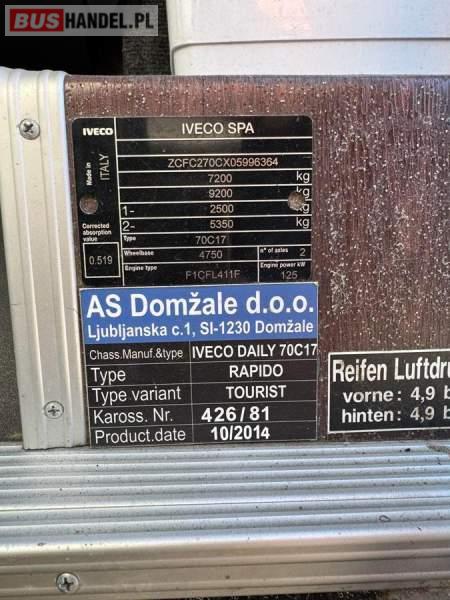 BUSHANDEL.PL
IVECO IVECO SPA
Made in ITALY
ZCFC270CX05996364
7200 kg
9200 kg
1- 2500 kg
2- 5350 kg
Corrected absorption value
0.519
Type 70C17
Wheelbase 4750 n° of axles 2
Engine type F1CFL411F Engine power kW 125
AS Domžale d.o.o.
Ljubljanska c.1, SI-1230 Domžale
Chass.Manuf.&type IVECO DAILY 70C17
Type RAPIDO
Type variant TOURIST
Kaross. Nr. 426/81
Product.date 10/2014
Reifen Luftdru
vorne: 4,9 b
hinten: 4,9 b